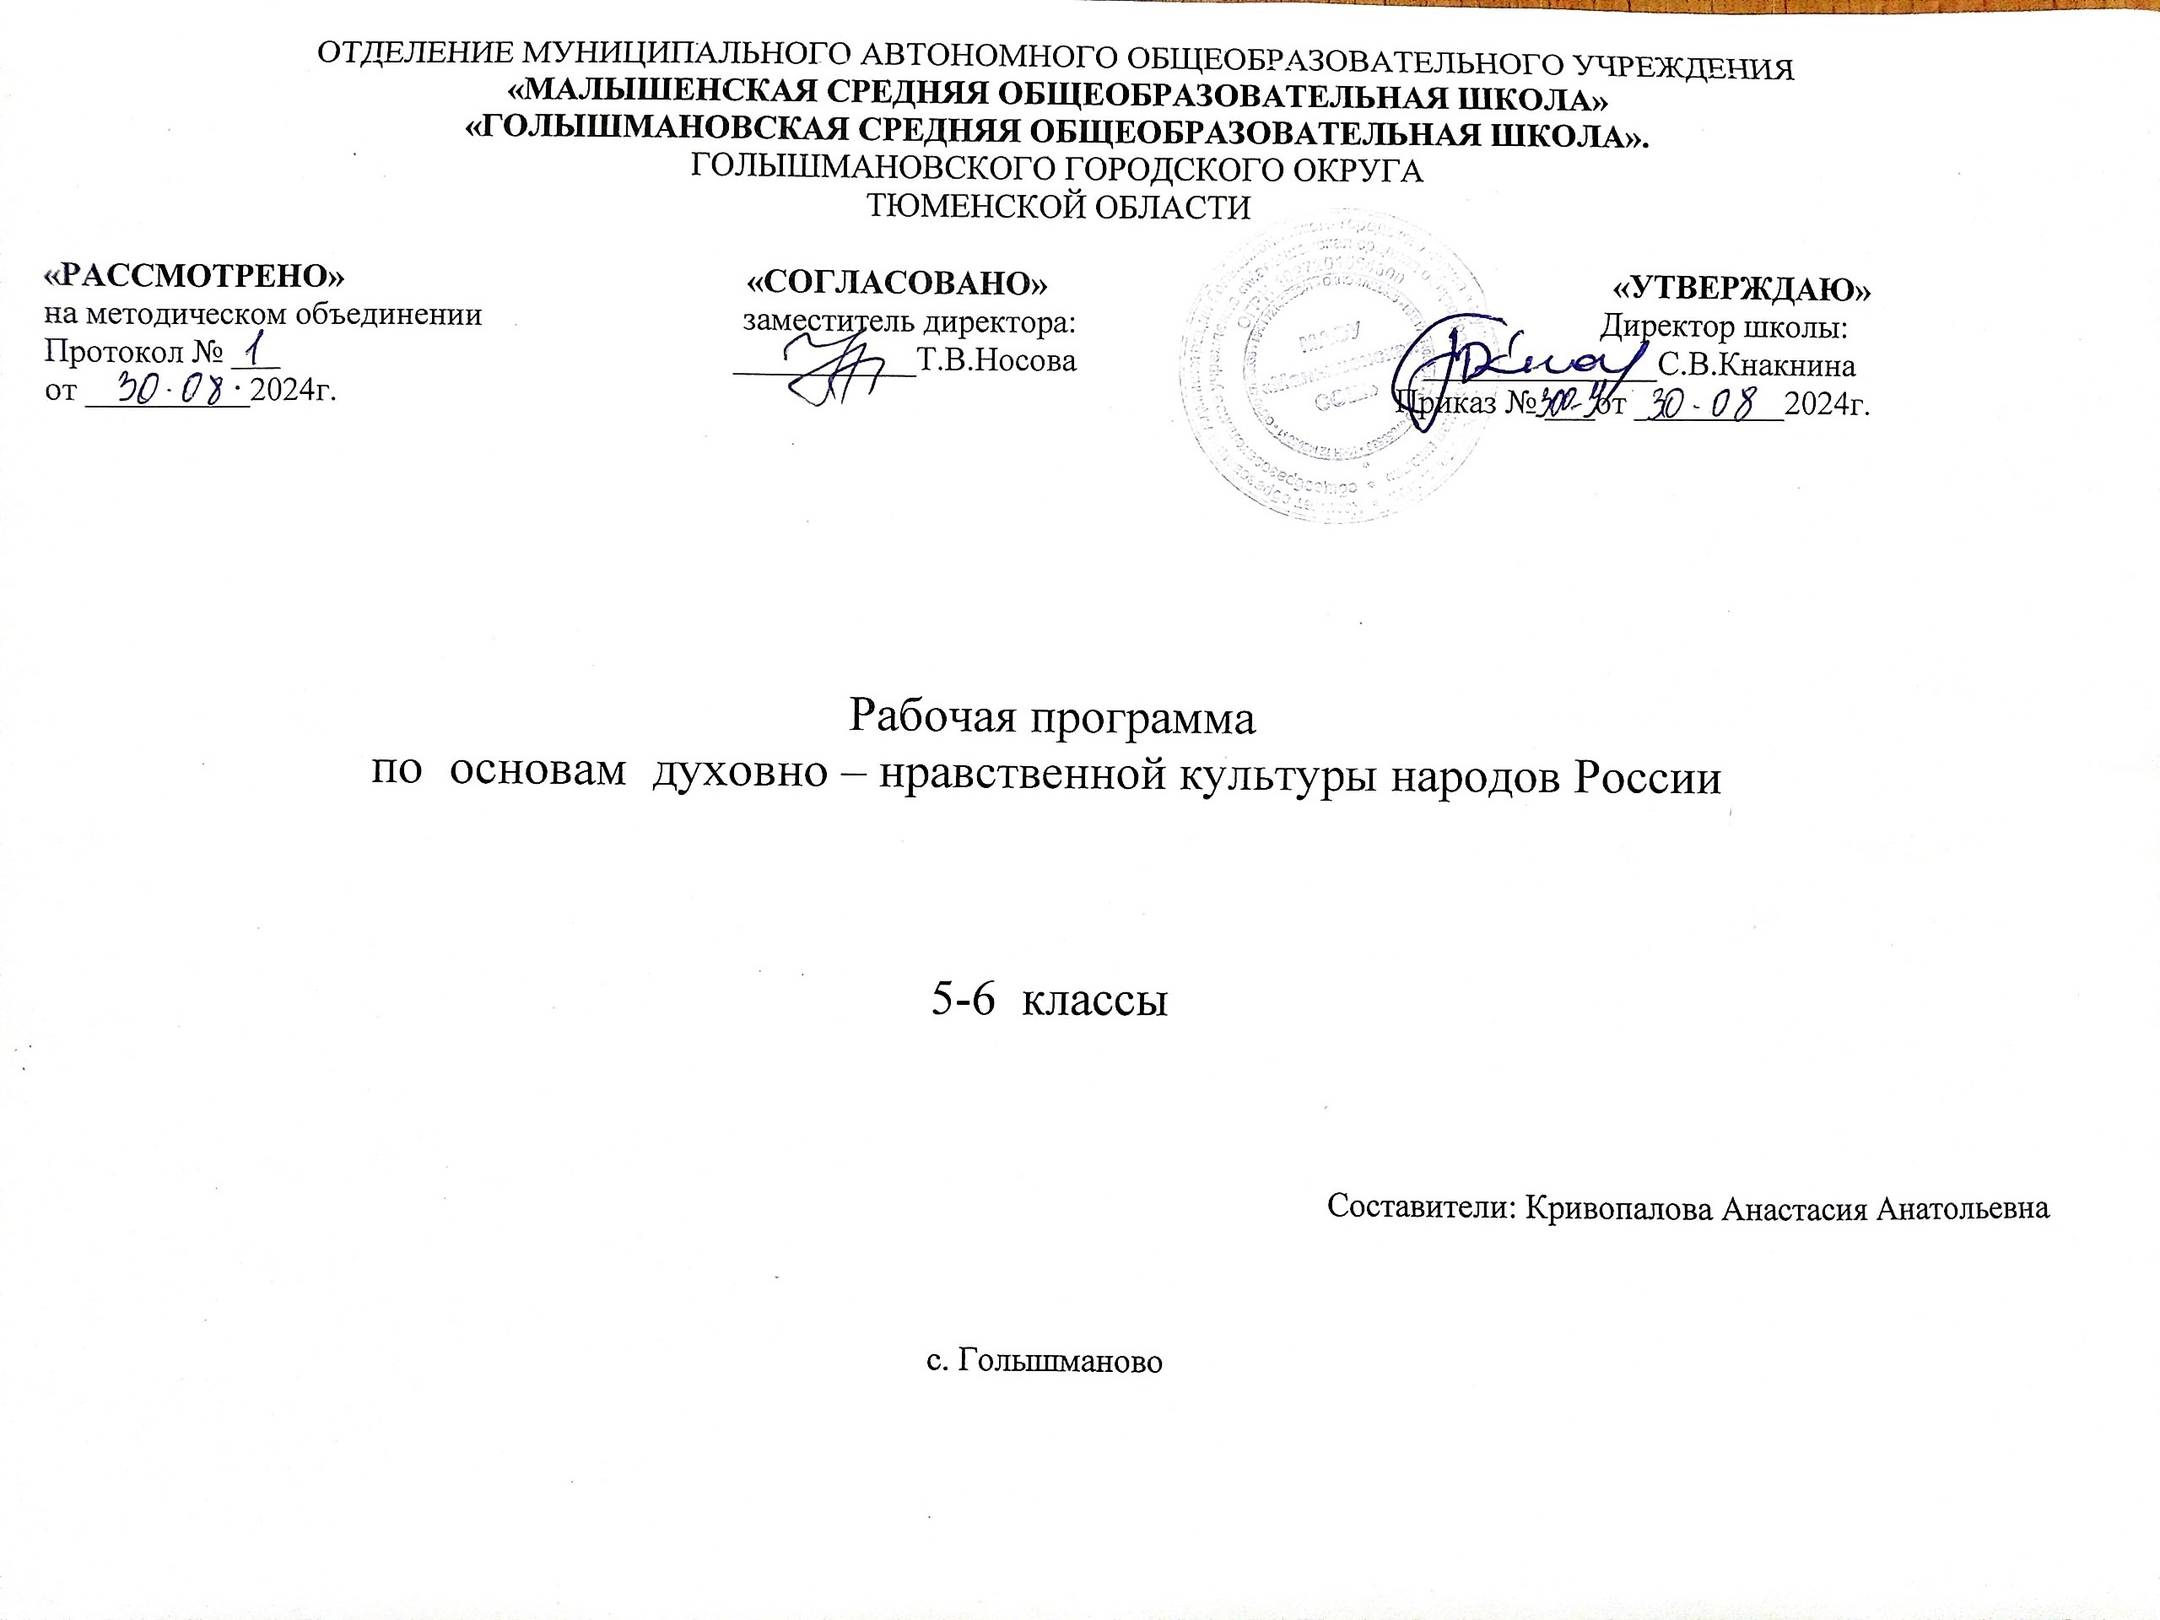 ОТДЕЛЕНИЕ МУНИЦИПАЛЬНОГО АВТОНОМНОГО ОБЩЕОБРАЗОВАТЕЛЬНОГО УЧРЕЖДЕНИЯ
«МАЛЫШЕНСКАЯ СРЕДНЯЯ ОБЩЕОБРАЗОВАТЕЛЬНАЯ ШКОЛА»
«ГОЛЫШМАНОВСКАЯ СРЕДНЯЯ ОБЩЕОБРАЗОВАТЕЛЬНАЯ ШКОЛА».
ГОЛЫШМАНОВСКОГО ГОРОДСКОГО ОКРУГА
ТЮМЕНСКОЙ ОБЛАСТИ
«РАССМОТРЕНО»
на методическом объединении
Протокол № 1
от 30.08.2024г.
«СОГЛАСОВАНО»
заместитель директора:
Т.В.Носова
«УТВЕРЖДАЮ»
Директор школы:
С.В.Кнакнина
Приказ № от 30.08 2024г.
МАОУ
Рабочая программа
по основам духовно – нравственной культуры народов России
5-6 классы
Составители: Кривопалова Анастасия Анатольевна
с. Голышманово